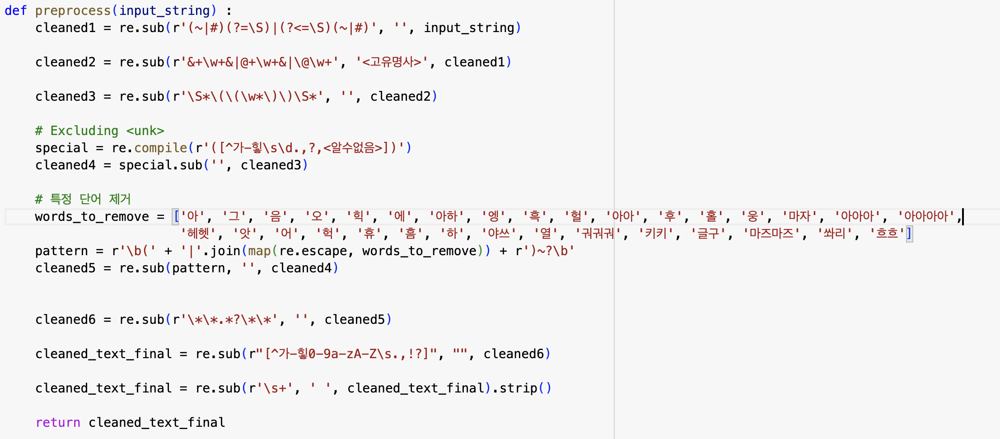 def preprocess(input_string) :
    cleaned1 = re.sub(r'(~|#)(?=\S)|(?<=\S)(~|#)', '', input_string)
    cleaned2 = re.sub(r'&+\w+&|@+\w+&|\@\w+', '<고유명사>', cleaned1)
    cleaned3 = re.sub(r'\S*\(\(\w*\)\)\S*', '', cleaned2)
    # Excluding <unk>
    special = re.compile(r'([^가-힣\s\d.,?,<알수없음>])')
    cleaned4 = special.sub('', cleaned3)
    # 특정 단어 제거
    words_to_remove = ['아', '그', '음', '오', '힉', '에', '아하', '엥', '흑', '헐', '아아', '후', '홀', '웅', '마자', '아아아', '아아아아',
                       '헤헷', '앗', '어', '헉', '휴', '흠', '하', '야쓰', '열', '궈궈궈', '키키', '글구', '마즈마즈', '쏴리', '흐흐']
    pattern = r'\b(' + '|'.join(map(re.escape, words_to_remove)) + r')~?\b'
    cleaned5 = re.sub(pattern, '', cleaned4)
    cleaned6 = re.sub(r'\*\*.*?\*\*', '', cleaned5)
    cleaned_text_final = re.sub(r"[^가-힣0-9a-zA-Z\s.,!?]", "", cleaned6)
    cleaned_text_final = re.sub(r'\s+', ' ', cleaned_text_final).strip()
    return cleaned_text_final